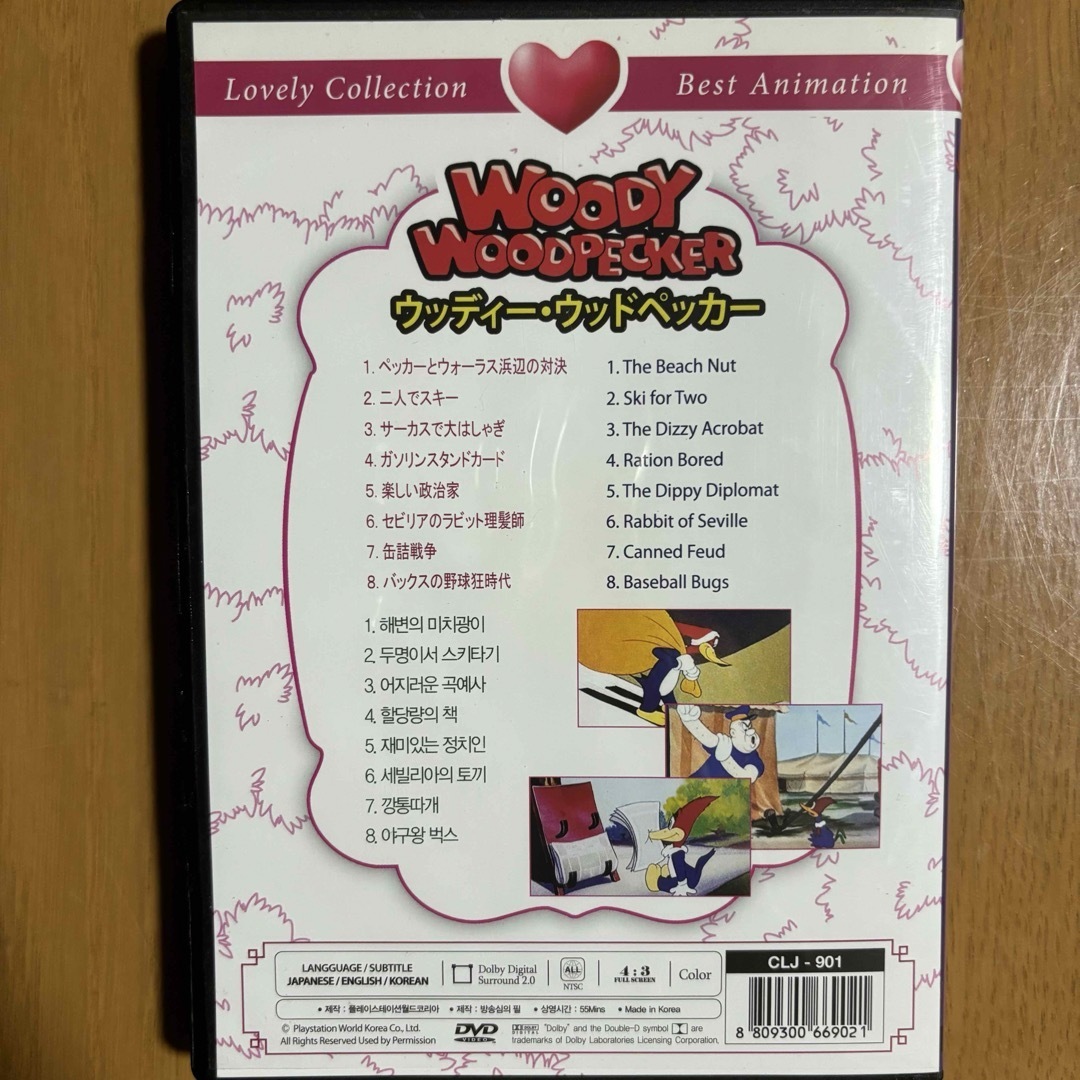 Lovely Collection
Best Animation
WOODY
WOODPECKER
ウッディー・ウッドペッカー
1. ペッカーとウォーラス浜辺の対決
2. 二人でスキー
3. サーカスで大はしゃぎ
4. ガソリンスタンドカード
5. 楽しい政治家
6. セビリアのラビット理髪師
7. 缶詰戦争
8. バックスの野球狂時代
1. The Beach Nut
2. Ski for Two
3. The Dizzy Acrobat
4. Ration Bored
5. The Dippy Diplomat
6. Rabbit of Seville
7. Canned Feud
8. Baseball Bugs
1. 해변의 미치광이
2. 두명이서 스키타기
3. 어지러운 곡예사
4. 할당량의 책
5. 재미있는 정치인
6. 세빌리아의 토끼
7. 깡통따개
8. 야구왕 벅스
LANGGUAGE / SUBTITLE
JAPANESE / ENGLISH / KOREAN
Dolby Digital
Surround 2.0
ALL
NTSC
4 : 3
FULL SCREEN
Color
CLJ - 901
• 제작 : 플레이스테이션월드코리아 • 제작 : 방송심의 필 • 상영시간 : 55Mins • Made in Korea
© Playstation World Korea Co., Ltd.
All Rights Reserved Used by Permission
DVD
VIDEO
DOLBY
DIGITAL
"Dolby" and the Double-D symbol are
trademarks of Dolby Laboratories Licensing Corporation.
8 809300 669021